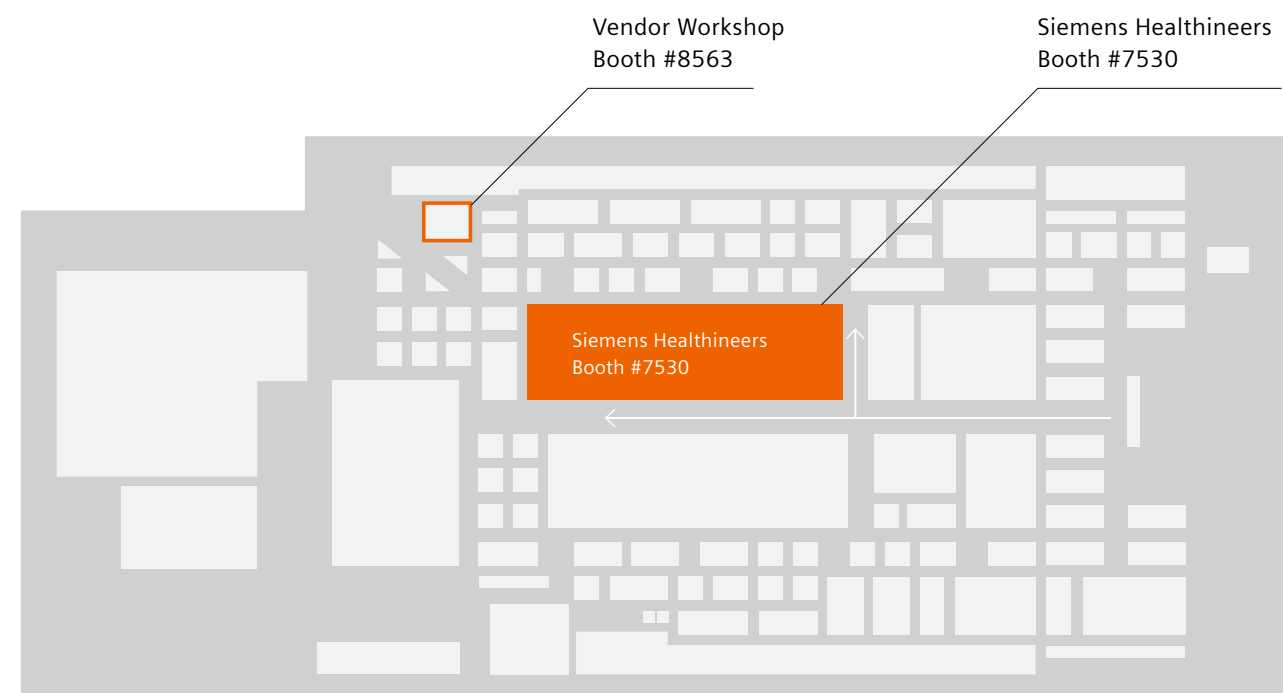 Vendor Workshop
Booth #8563
Siemens Healthineers
Booth #7530
Siemens Healthineers
Booth #7530